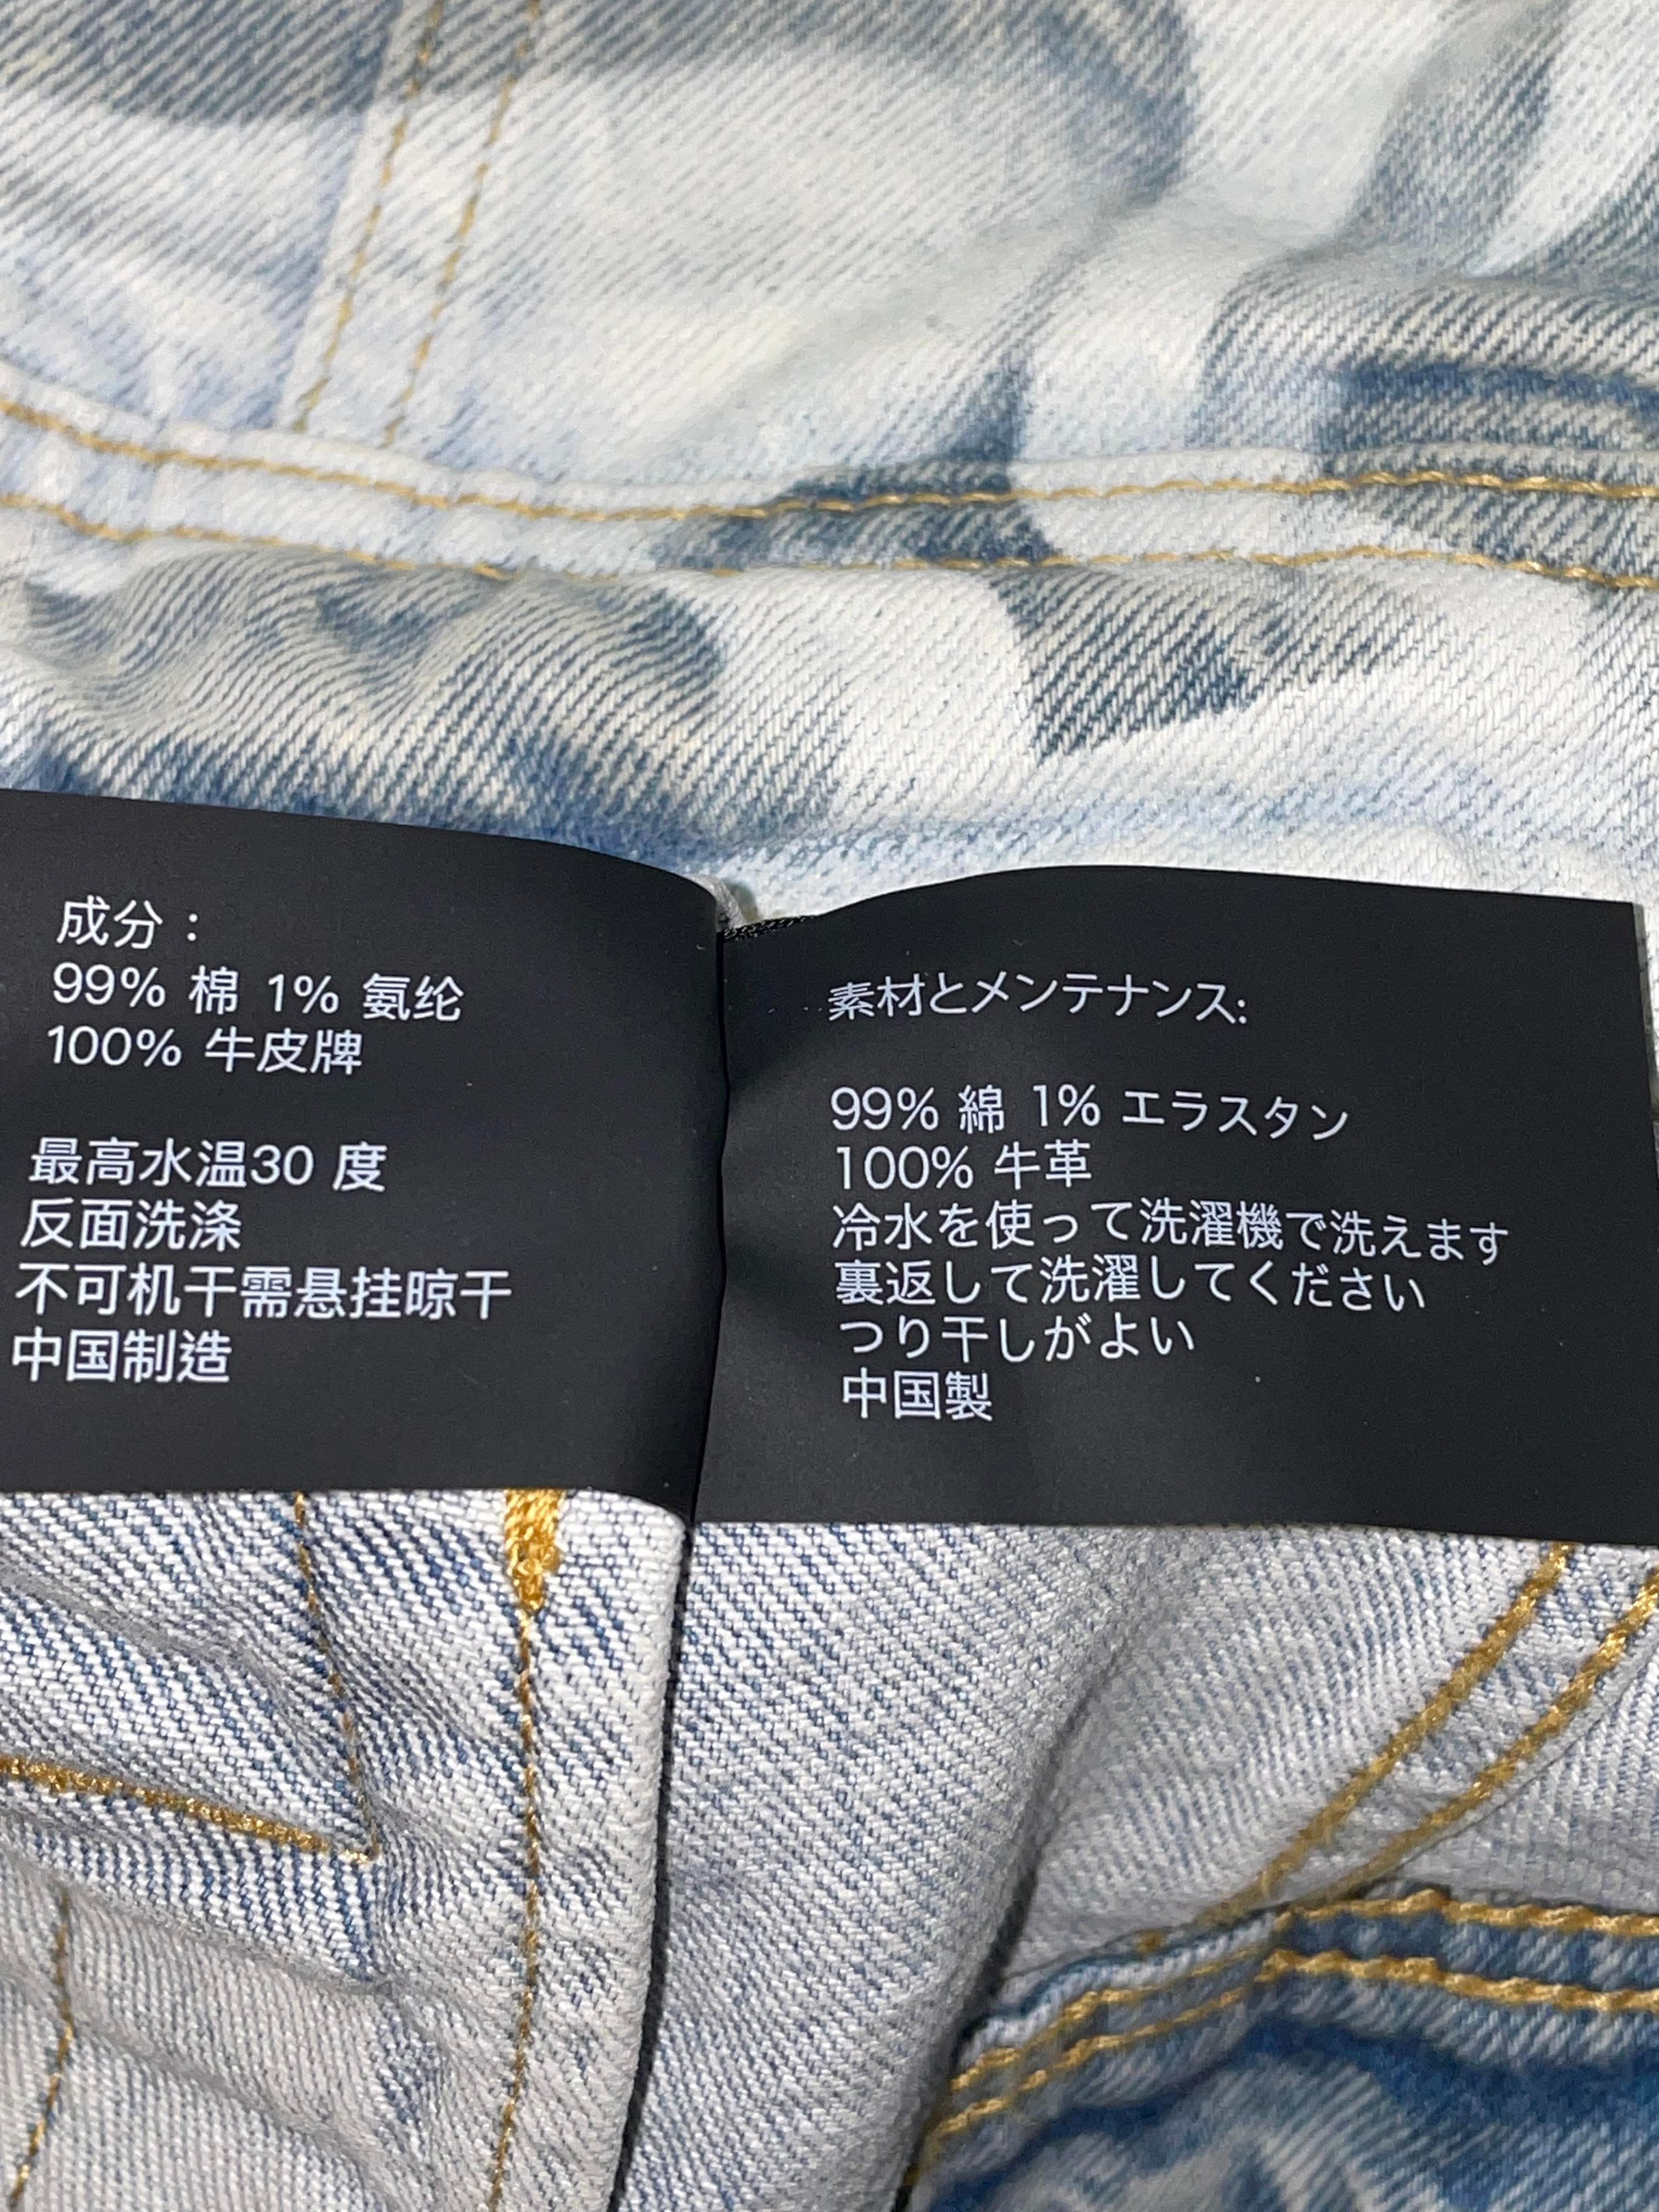 成分：
99% 棉 1% 氨纶
100% 牛皮牌
最高水温30 度
反面洗涤
不可机干需悬挂晾干
中国制造
素材とメンテナンス:
99% 綿 1% エラスタン
100% 牛革
冷水を使って洗濯機で洗えます
裏返して洗濯してください
つり干しがよい
中国製